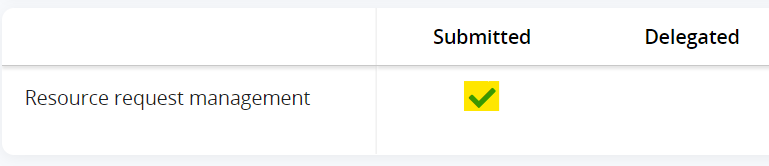 Submitted Delegated
Resource request management